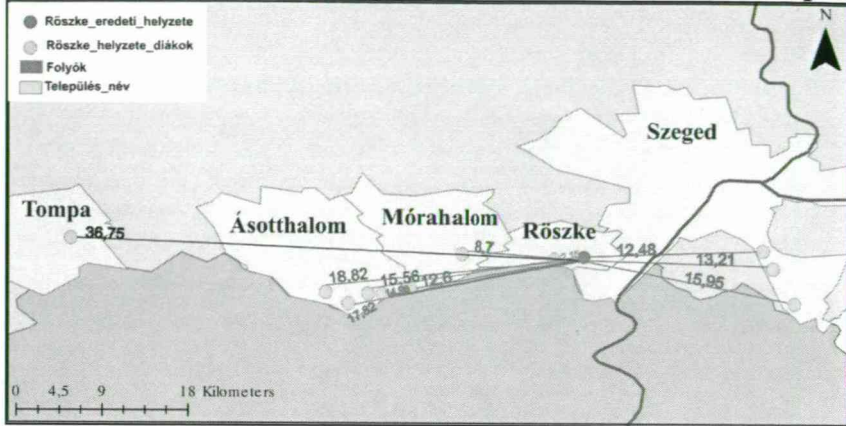 Röszke_eredeti_helyzete
Röszke_helyzete_diákok
Folyók
Település_név
N
Szeged
Tompa
36,75
Ásotthalom
Mórahalom
8,7
Röszke
12,48
13,21
15,95
18,82
15,56
12,6
17,82
0 4,5 9 18 Kilometers